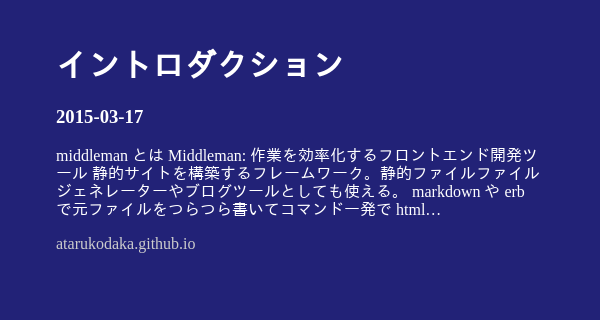 イントロダクション
2015-03-17
middleman とは Middleman: 作業を効率化するフロントエンド開発ツ
ール 静的サイトを構築するフレームワーク。静的ファイルファイル
ジェネレーターやブログツールとしても使える。 markdown や erb
で元ファイルをつらつら書いてコマンド一発で html…
atarukodaka.github.io